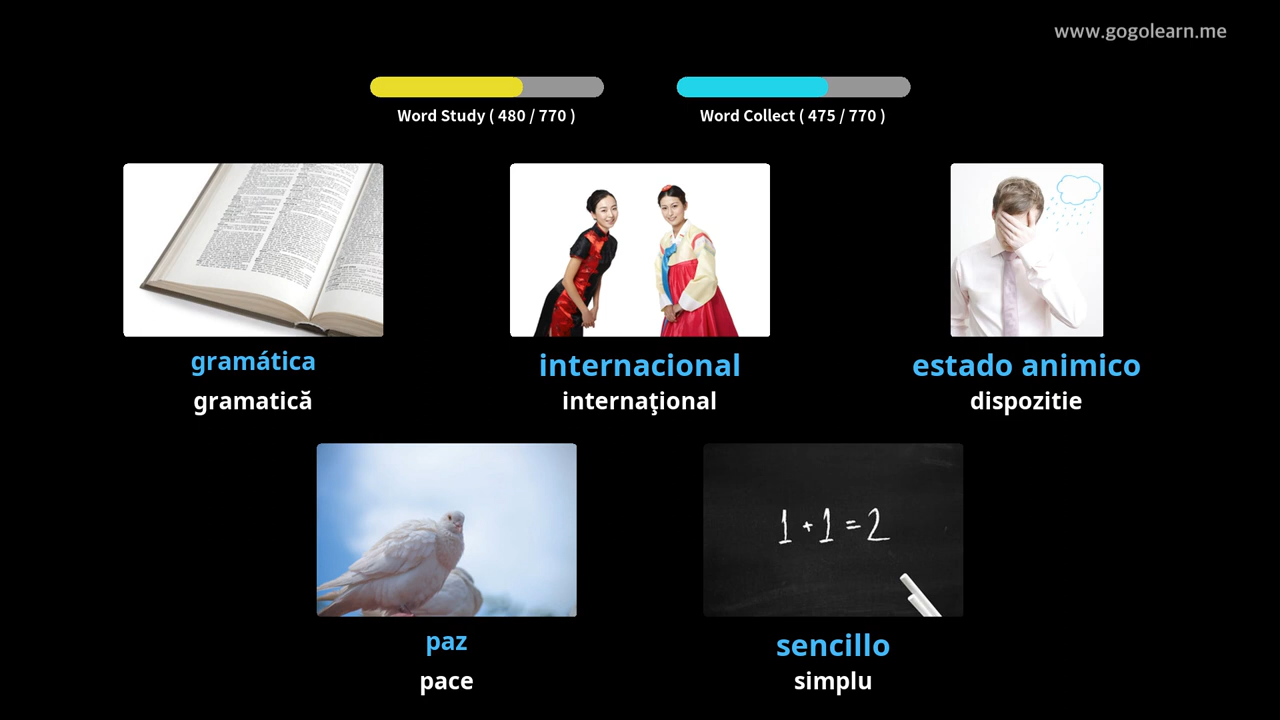 www.gogolearn.me
Word Study ( 480 / 770 )
Word Collect ( 475 / 770 )
gramática
gramatică
internacional
internaţional
estado animico
dispozitie
1 + 1 = 2
paz
pace
sencillo
simplu